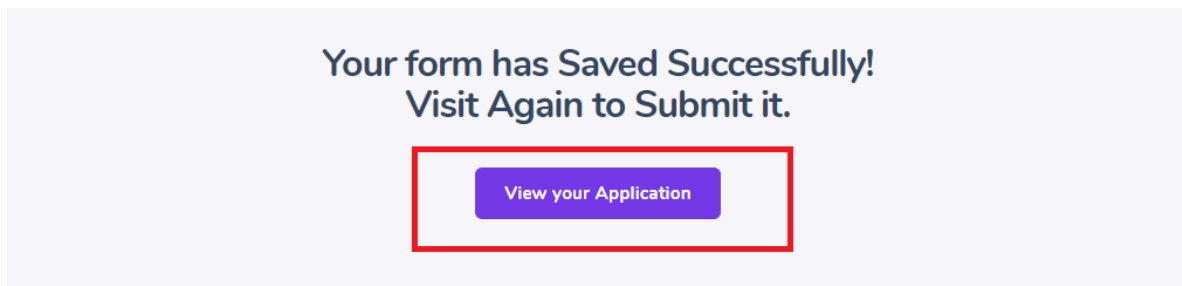 Your form has Saved Successfully!
Visit Again to Submit it.
View your Application